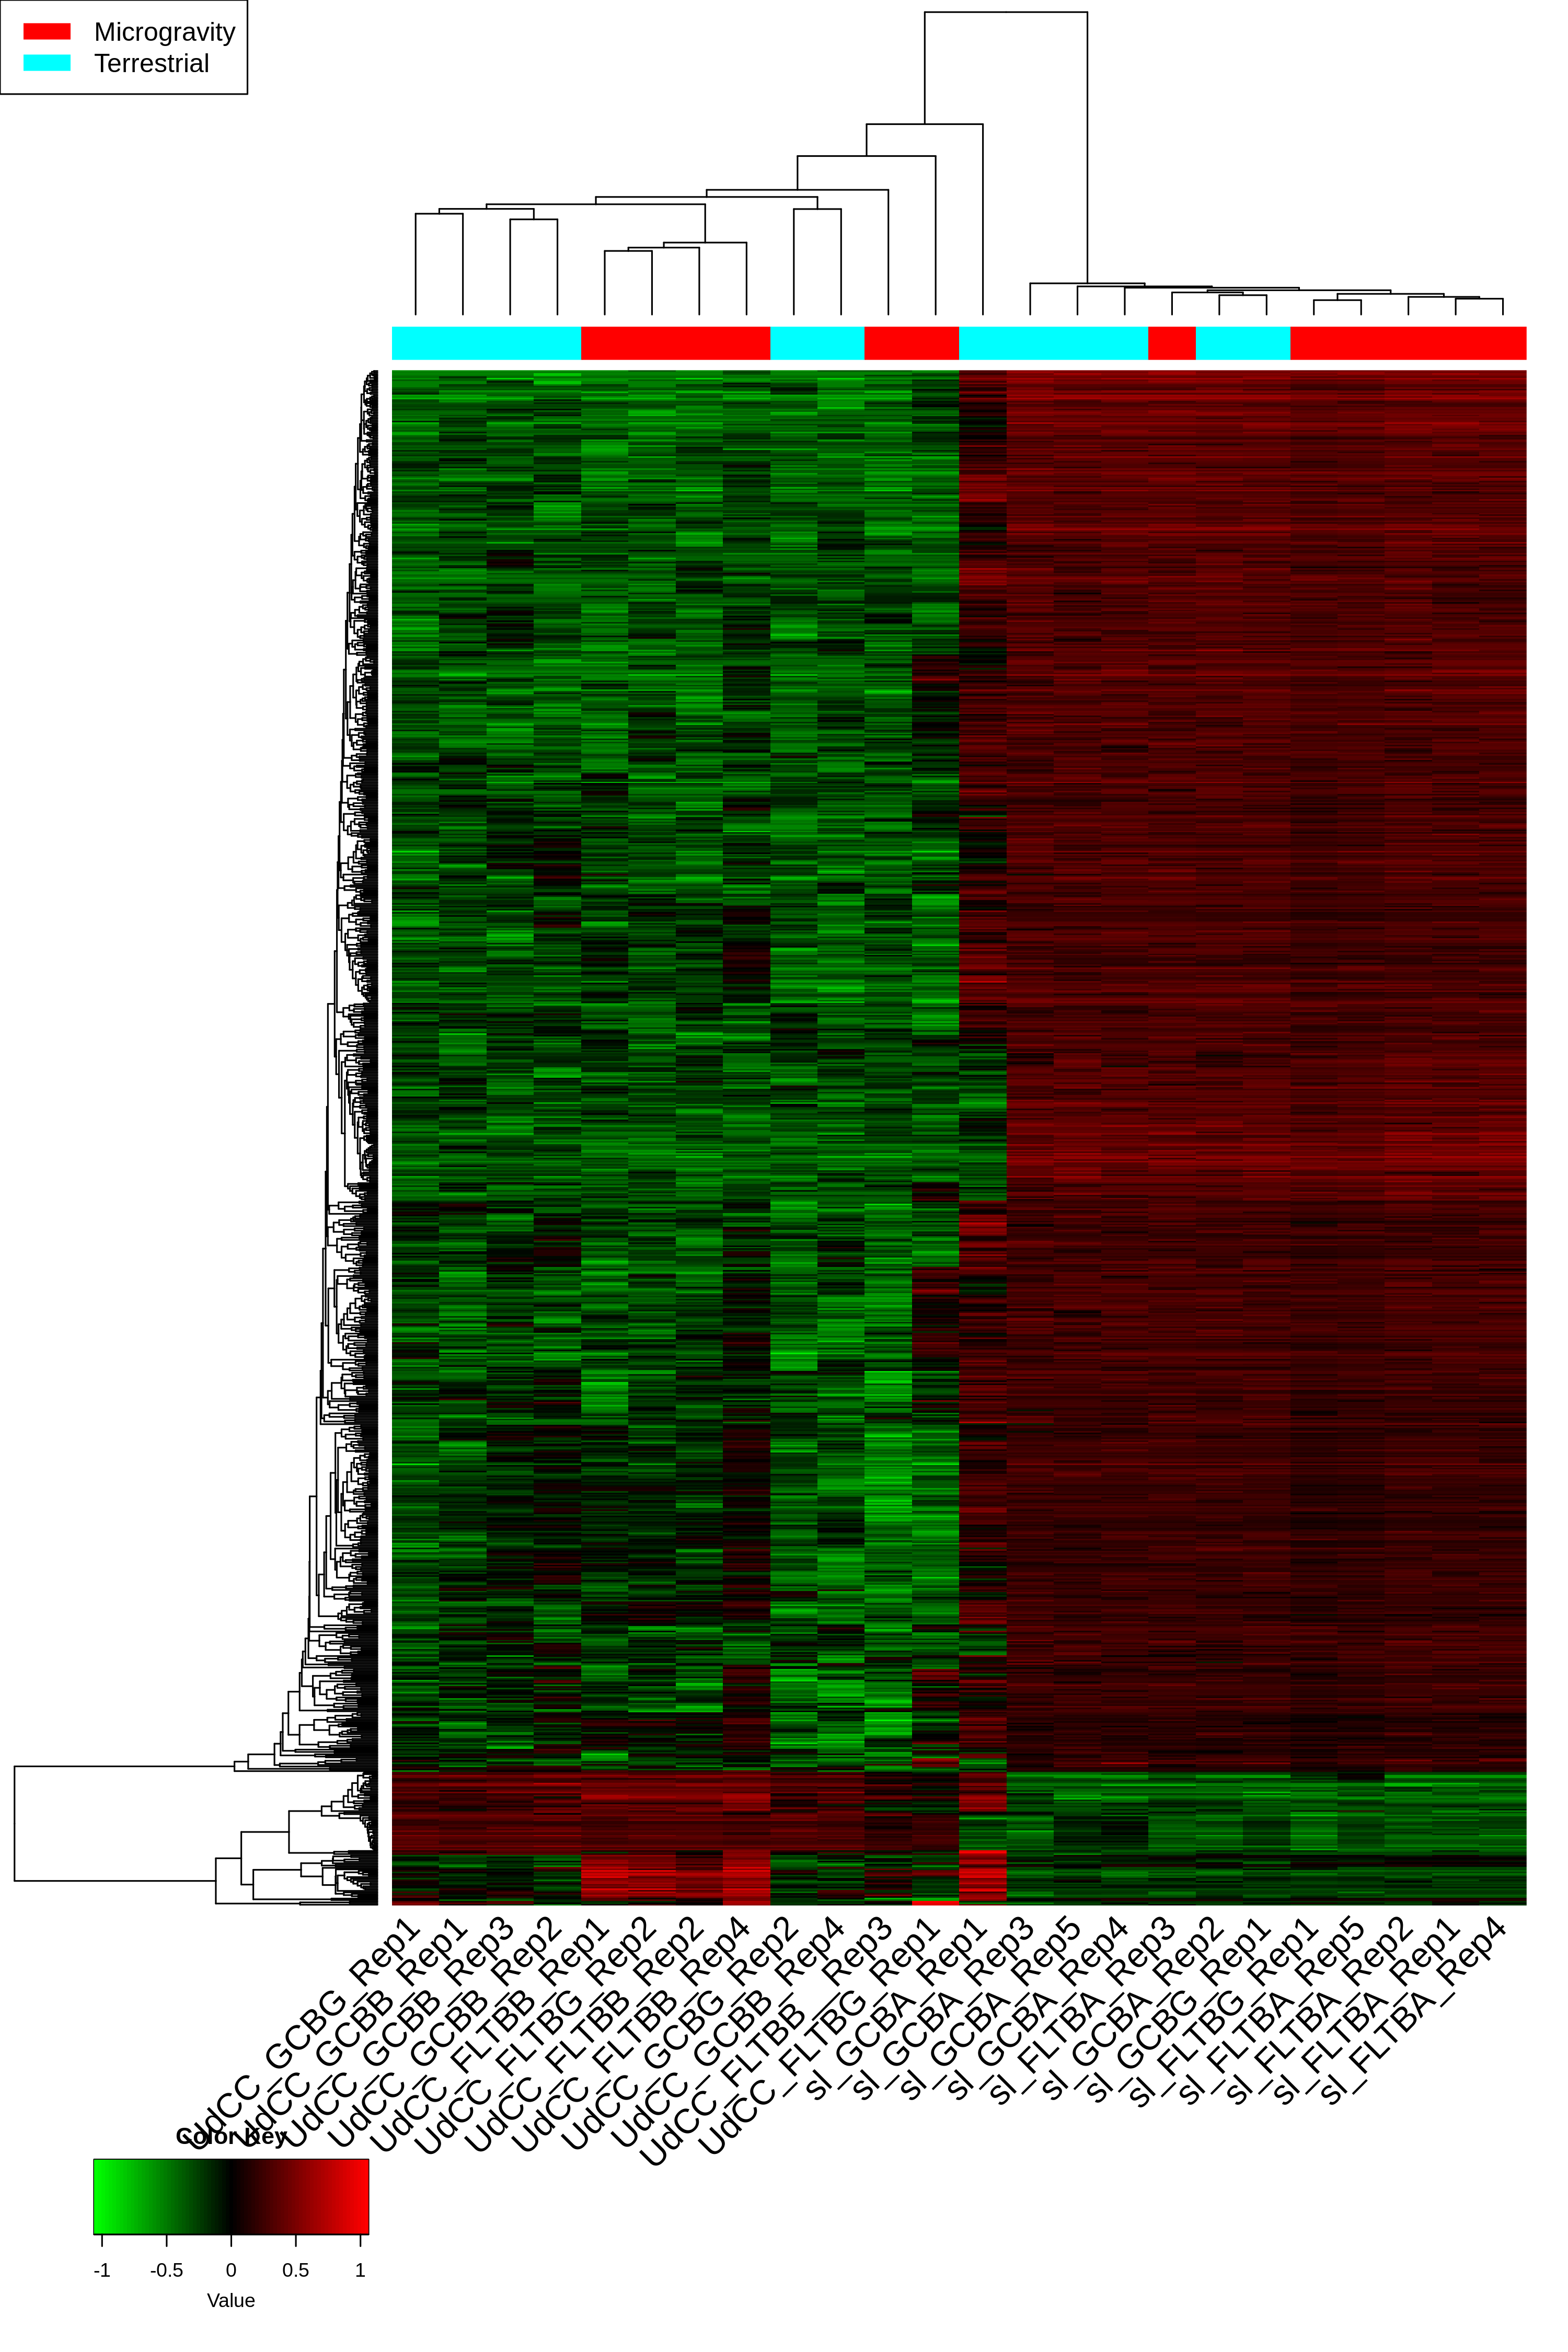 Microgravity
Terrestrial
UdCC_GCBG_Rep1
UdCC_GCBB_Rep1
UdCC_GCBB_Rep3
UdCC_GCBB_Rep2
UdCC_FLTBB_Rep1
UdCC_FLTBG_Rep2
UdCC_FLTBB_Rep2
UdCC_FLTBB_Rep4
UdCC_GCBG_Rep2
UdCC_GCBB_Rep4
UdCC_FLTBB_Rep3
UdCC_FLTBG_Rep1
sl_GCBA_Rep1
sl_GCBA_Rep3
sl_GCBA_Rep5
sl_GCBA_Rep4
sl_FLTBA_Rep3
sl_GCBA_Rep2
sl_GCBG_Rep1
sl_FLTBG_Rep1
sl_FLTBA_Rep5
sl_FLTBA_Rep2
sl_FLTBA_Rep1
sl_FLTBA_Rep4
Color Key
-1 -0.5 0 0.5 1
Value